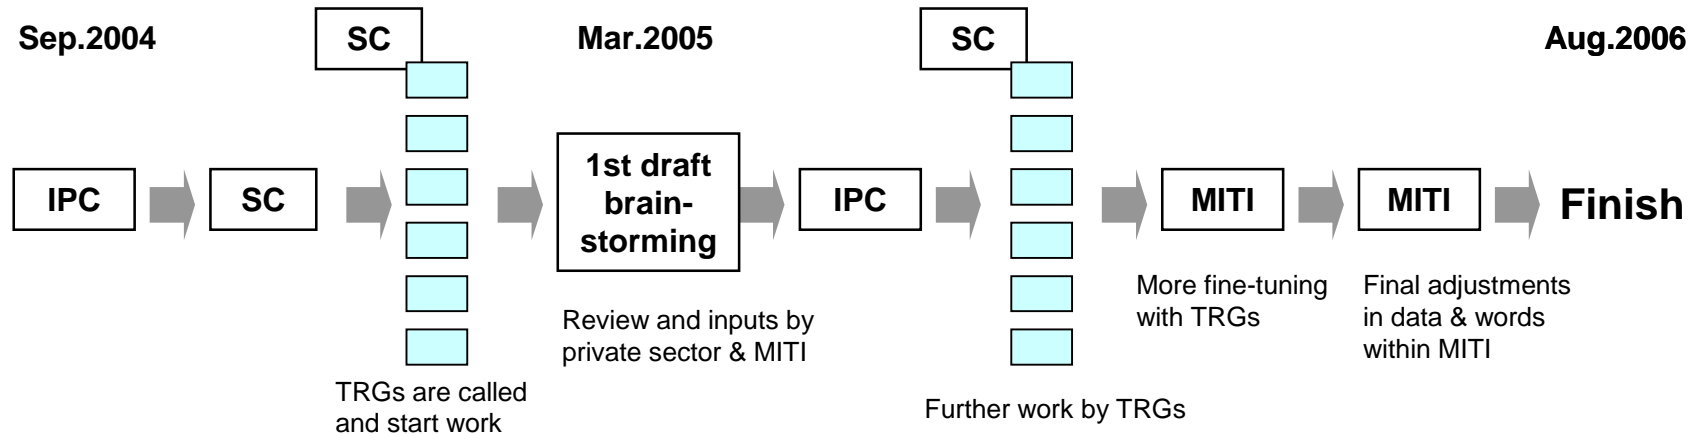 Sep.2004
SC
Mar.2005
SC
Aug.2006
IPC
SC
1st draft
brain-
storming
IPC
MITI
MITI
Finish
TRGs are called
and start work
Review and inputs by
private sector & MITI
Further work by TRGs
More fine-tuning
with TRGs
Final adjustments
in data & words
within MITI